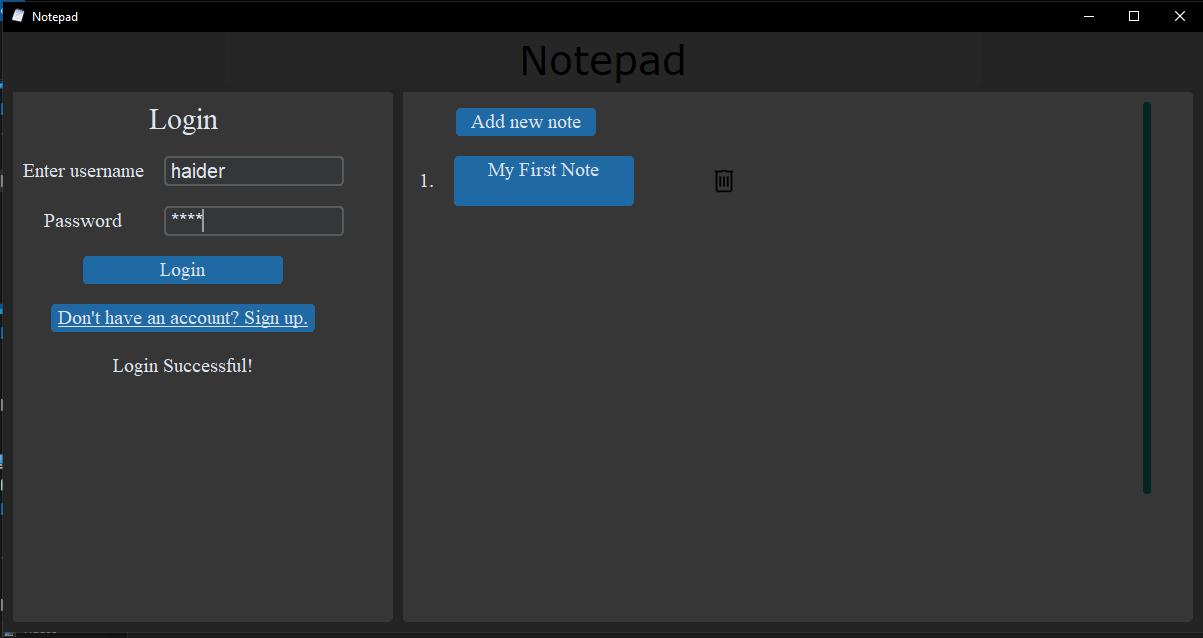 Notepad
Notepad
Login
Enter username haider
Password ****
Login
Don't have an account? Sign up.
Login Successful!
Add new note
1. My First Note